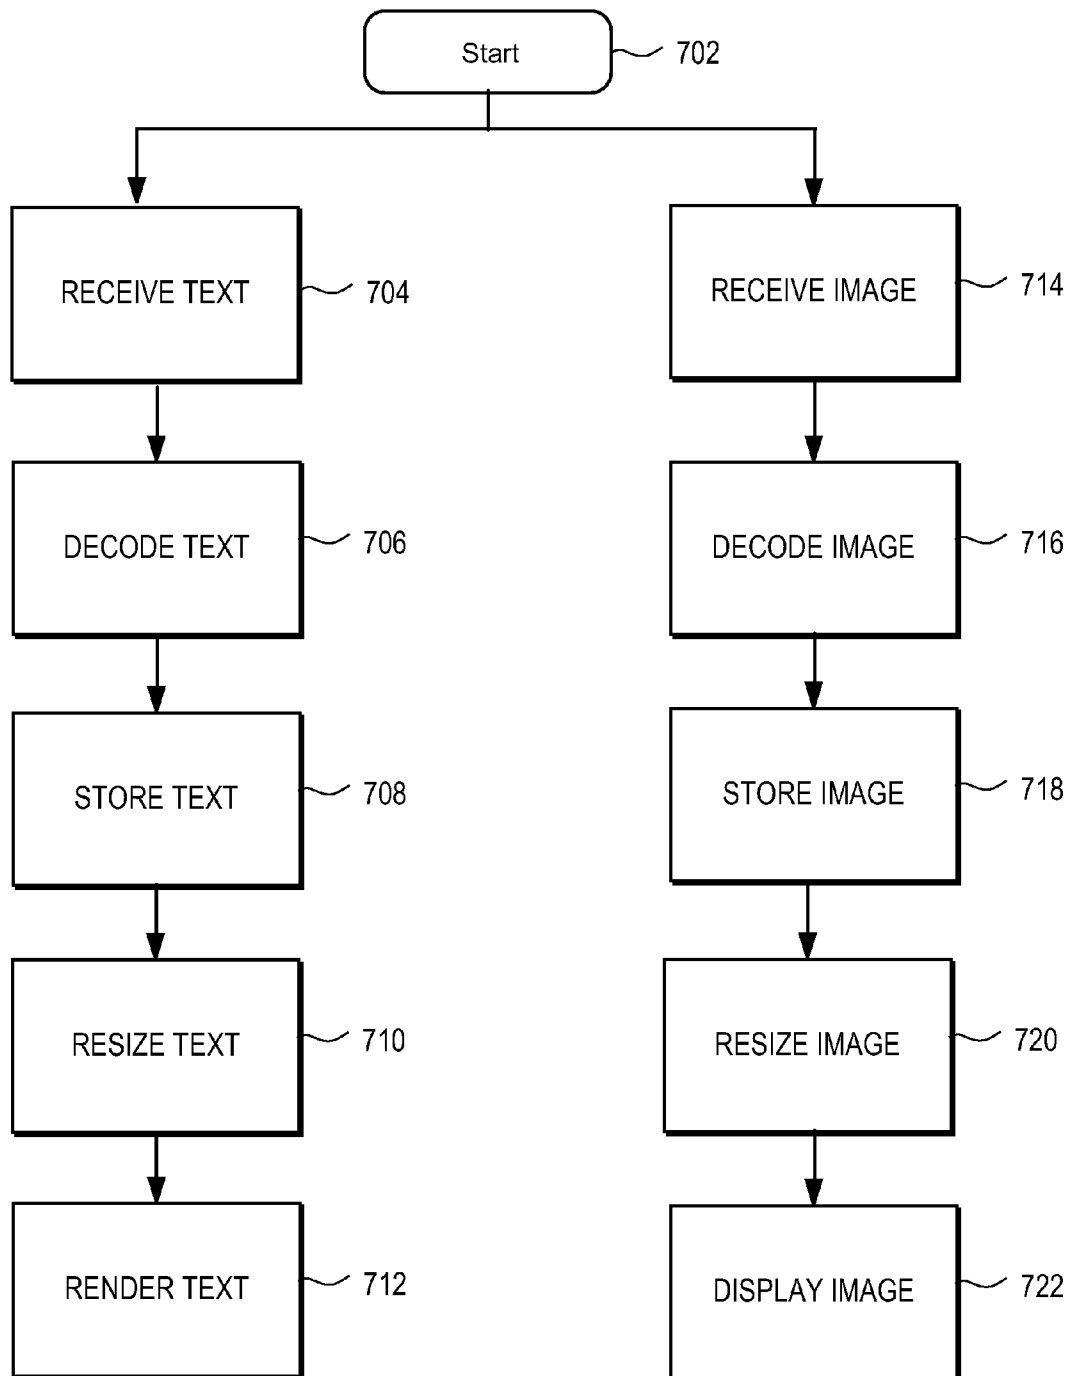 Start
702
RECEIVE TEXT
704
RECEIVE IMAGE
714
DECODE TEXT
706
DECODE IMAGE
716
STORE TEXT
708
STORE IMAGE
718
RESIZE TEXT
710
RESIZE IMAGE
720
RENDER TEXT
712
DISPLAY IMAGE
722